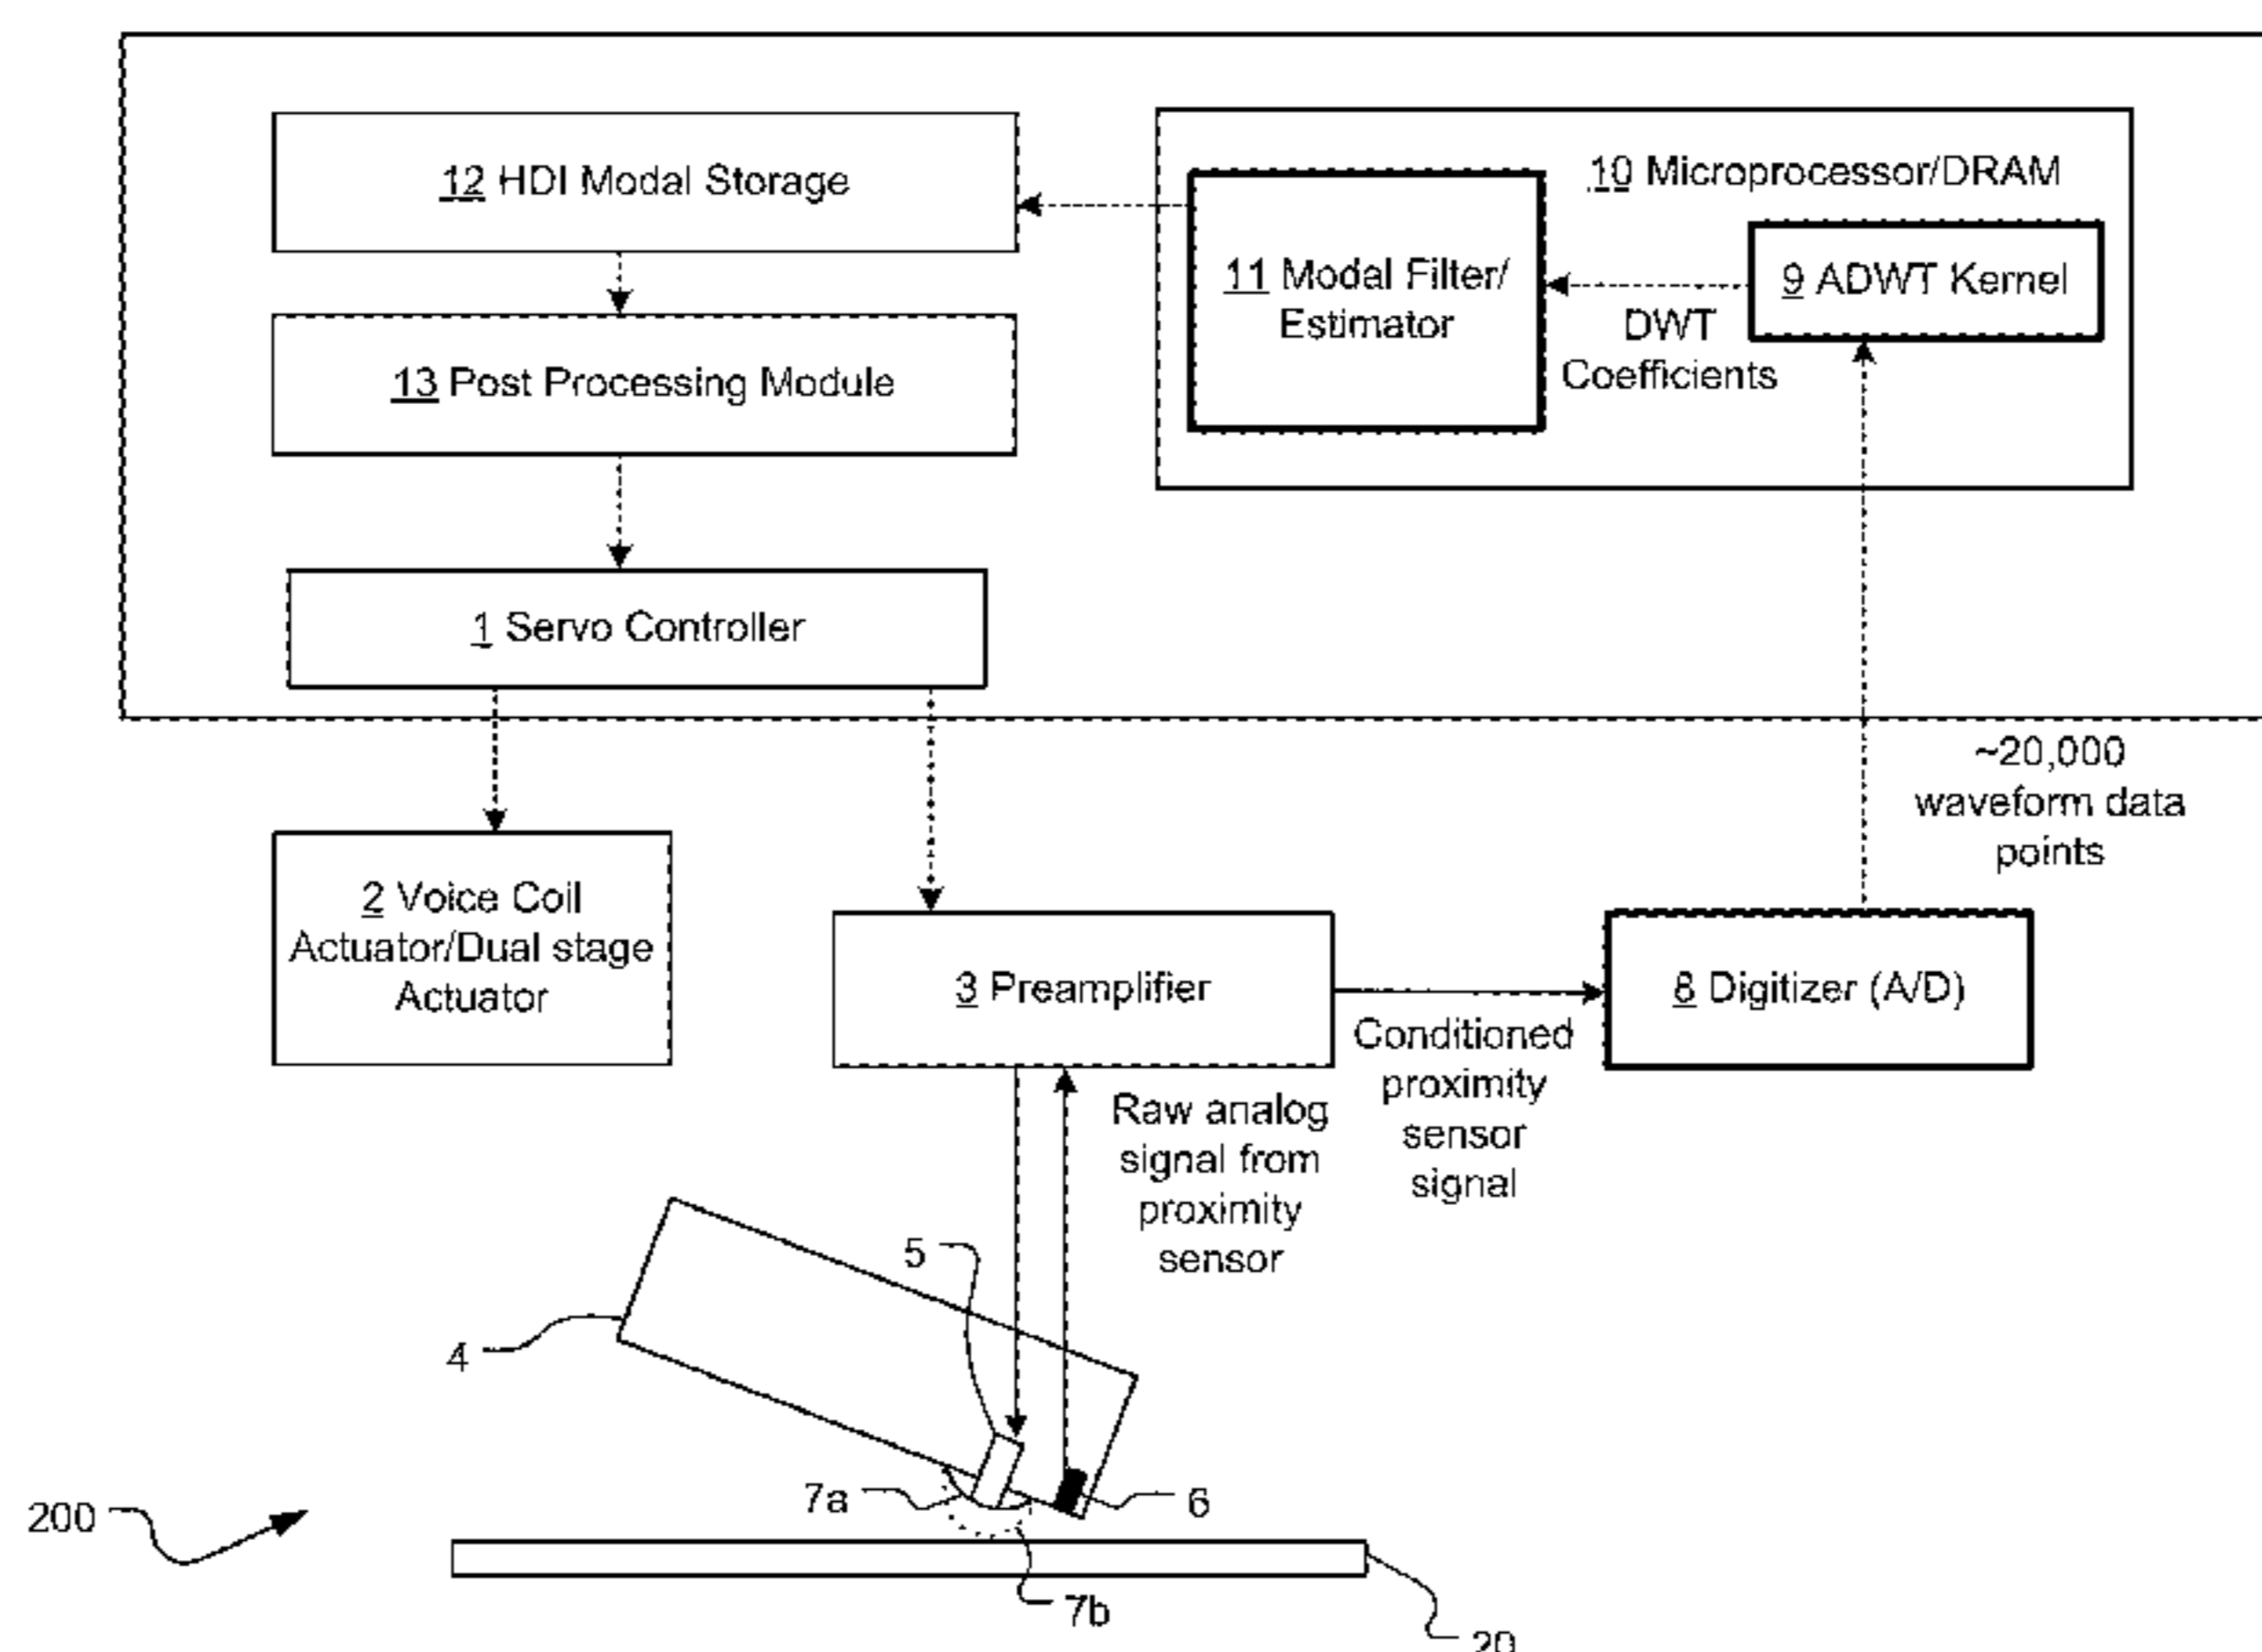 12 HDI Modal Storage
10 Microprocessor/DRAM
11 Modal Filter/
Estimator
9 ADWT Kernel
DWT
Coefficients
13 Post Processing Module
1 Servo Controller
~20,000
waveform data
points
2 Voice Coil
Actuator/Dual stage
Actuator
3 Preamplifier
8 Digitizer (A/D)
Conditioned
proximity
sensor
signal
Raw analog
signal from
proximity
sensor
5
4
7a
6
200
7b
20